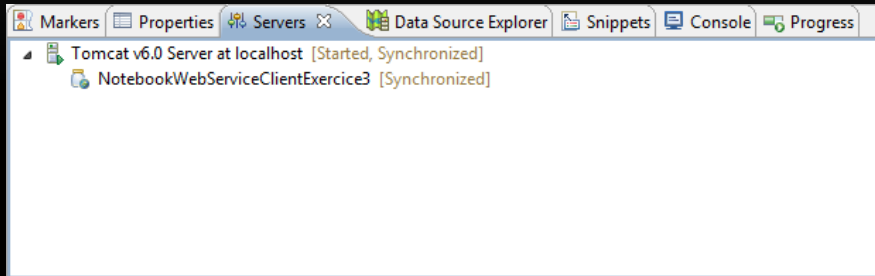 Markers Properties Servers Data Source Explorer Snippets Console Progress
Tomcat v6.0 Server at localhost [Started, Synchronized]
NotebookWebServiceClientExercice3 [Synchronized]